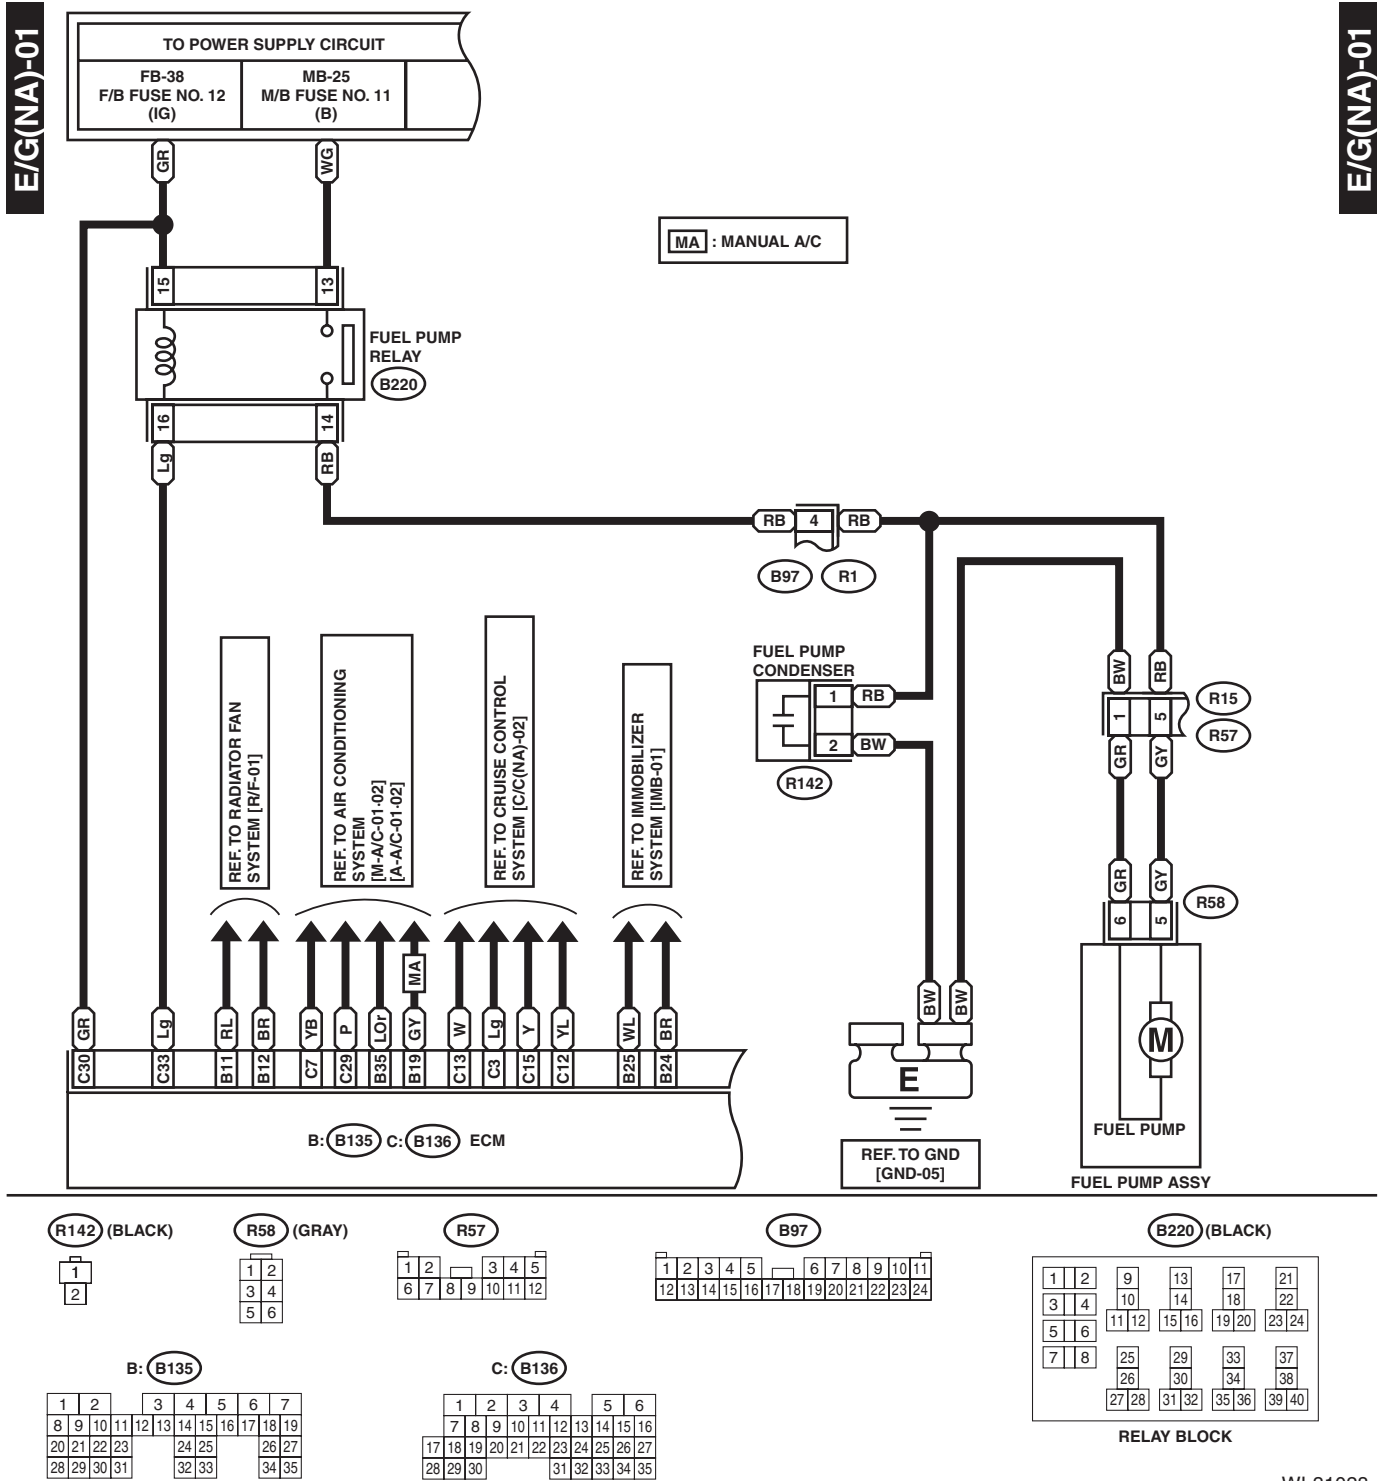 E/G(NA)-01
E/G(NA)-01
TO POWER SUPPLY CIRCUIT
FB-38
F/B FUSE NO. 12
(IG)
MB-25
M/B FUSE NO. 11
(B)
GR
WG
MA : MANUAL A/C
15
13
FUEL PUMP
RELAY
B220
16
14
Lg
RB
RB 4 RB
B97 R1
FUEL PUMP
CONDENSER
1 RB
2 BW
R142
BW RB
1 5
R15
R57
GR GY
GR GY
6 5
R58
REF. TO RADIATOR FAN
SYSTEM [R/F-01]
REF. TO AIR CONDITIONING
SYSTEM
[M-A/C-01·02]
[A-A/C-01·02]
REF. TO CRUISE CONTROL
SYSTEM [C/C(NA)-02]
REF. TO IMMOBILIZER
SYSTEM [IMB-01]
MA
GR Lg RL BR YB P LOr GY W Lg Y YL WL BR
C30 C33 B11 B12 C7 C29 B35 B19 C13 C3 C15 C12 B25 B24
B: B135 C: B136 ECM
BW BW
E
REF. TO GND
[GND-05]
M
FUEL PUMP
FUEL PUMP ASSY
R142 (BLACK)
1
2
R58 (GRAY)
1 2
3 4
5 6
R57
1 2 3 4 5
6 7 8 9 10 11 12
B97
1 2 3 4 5 6 7 8 9 10 11
12 13 14 15 16 17 18 19 20 21 22 23 24
B220 (BLACK)
1 2 9 13 17 21
3 4 10 14 18 22
5 6 11 12 15 16 19 20 23 24
7 8 25 29 33 37
26 30 34 38
27 28 31 32 35 36 39 40
RELAY BLOCK
B: B135
1 2 3 4 5 6 7
8 9 10 11 12 13 14 15 16 17 18 19
20 21 22 23 24 25 26 27
28 29 30 31 32 33 34 35
C: B136
1 2 3 4 5 6
7 8 9 10 11 12 13 14 15 16
17 18 19 20 21 22 23 24 25 26 27
28 29 30 31 32 33 34 35